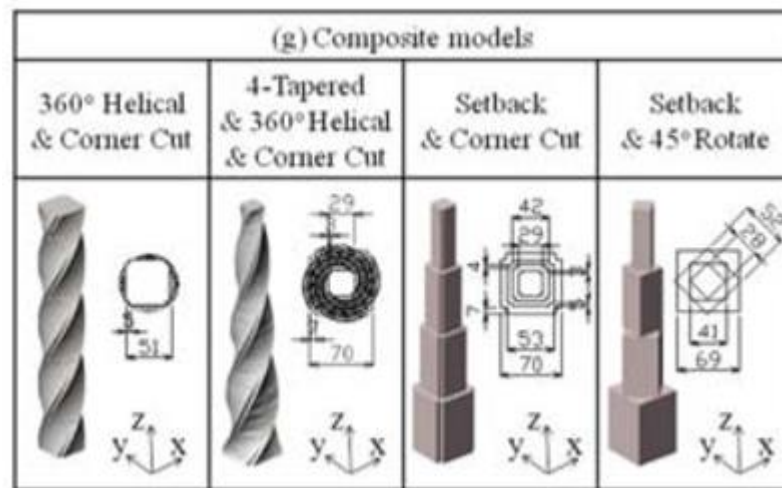 (g) Composite models
360° Helical
& Corner Cut
4-Tapered
& 360° Helical
& Corner Cut
Setback
& Corner Cut
Setback
& 45° Rotate
51
z
y x
29
70
z
y x
42
29
4
7
53
70
z
y x
52
28
41
69
z
y x